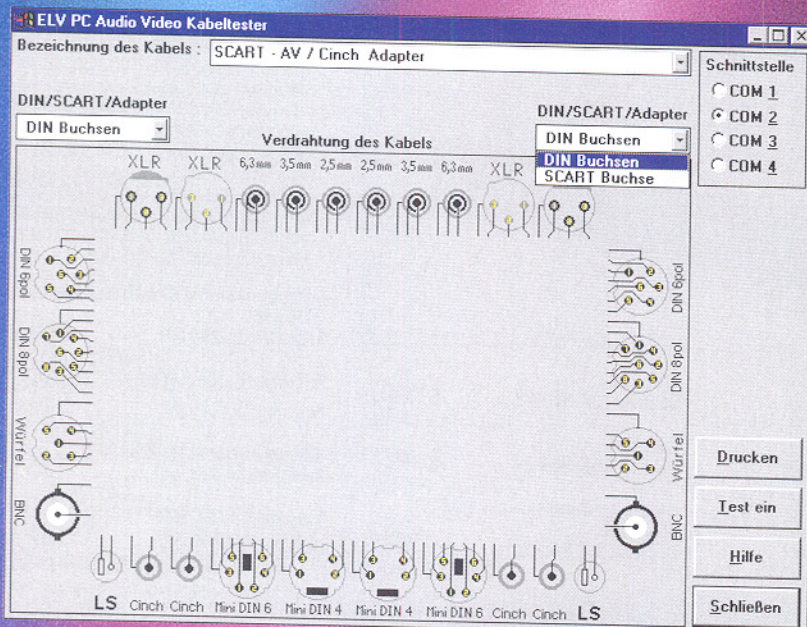 ELV PC Audio Video Kabeltester
Bezeichnung des Kabels : SCART - AV / Cinch Adapter
Schnittstelle
COM 1
COM 2
COM 3
COM 4
DIN/SCART/Adapter
DIN Buchsen
DIN/SCART/Adapter
DIN Buchsen
DIN Buchsen
SCART Buchse
Verdrahtung des Kabels
XLR XLR 6,3mm 3,5mm 2,5mm 2,5mm 3,5mm 6,3mm XLR
DIN 6pol
DIN 8pol
Würfel
BNC
DIN 6pol
DIN 8pol
Würfel
BNC
LS Cinch Cinch Mini DIN 6 Mini DIN 4 Mini DIN 4 Mini DIN 6 Cinch Cinch LS
Drucken
Test ein
Hilfe
Schließen